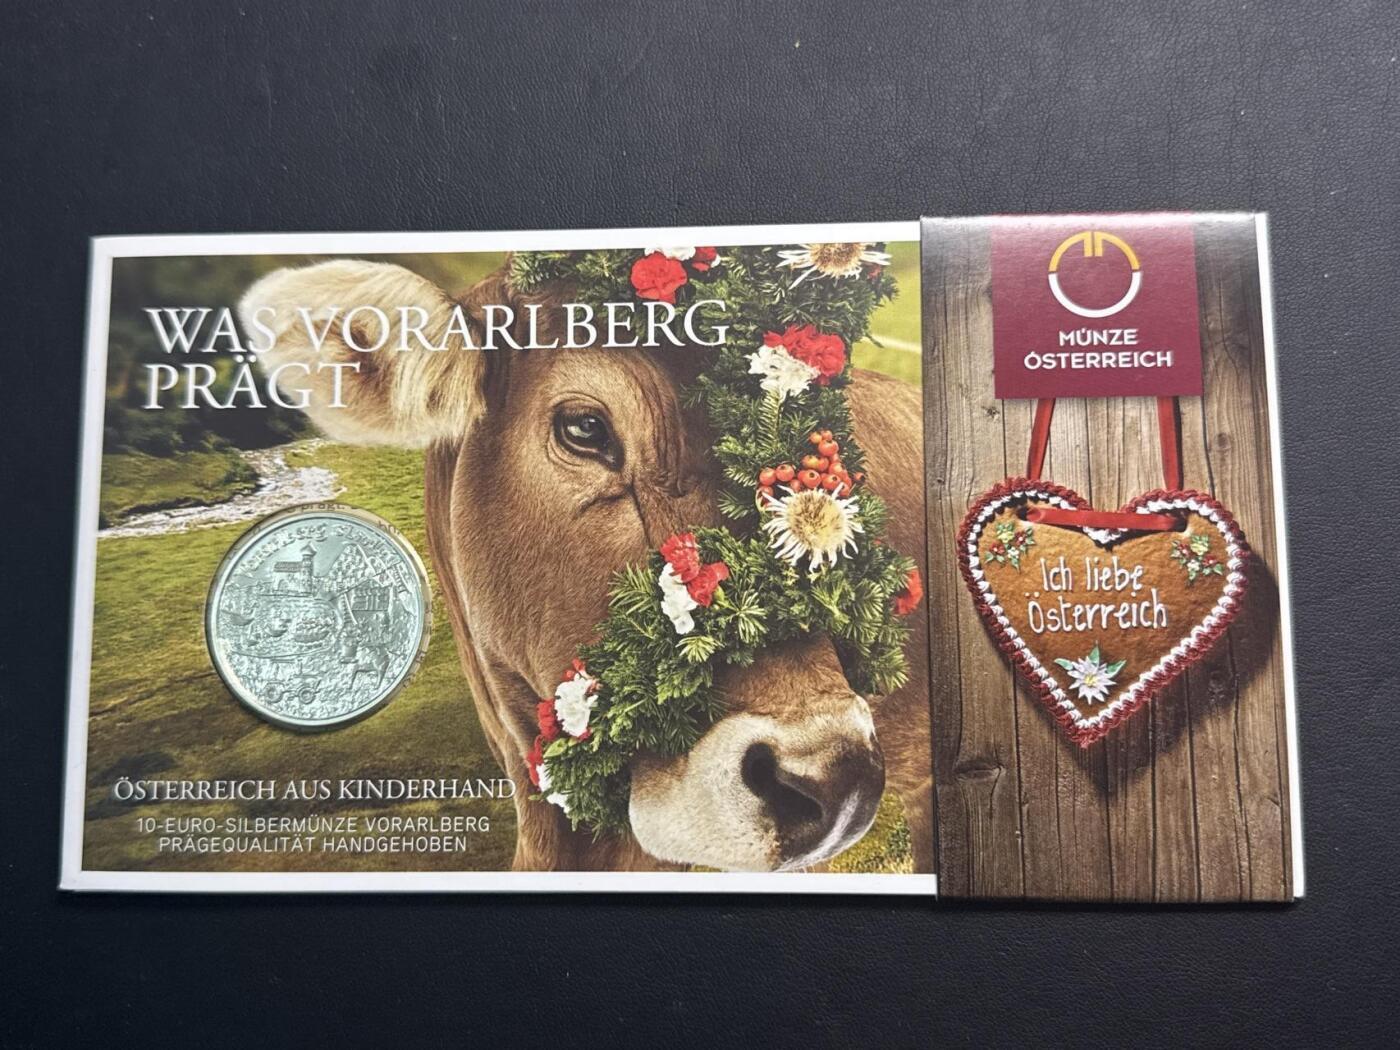 WAS VORARLBERG
PRÄGT
ÖSTERREICH AUS KINDERHAND
10-EURO-SILBERMÜNZE VORARLBERG
PRÄGEQUALITÄT HANDGEHOBEN
MÜNZE
ÖSTERREICH
Ich liebe
Österreich